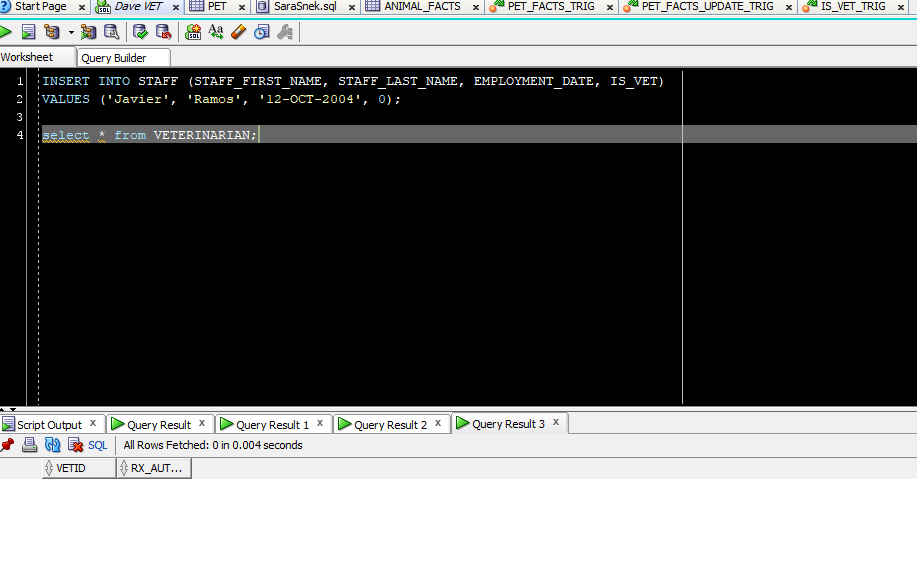 Start Page x Dave VET x PET x SaraSnek.sql x ANIMAL_FACTS x PET_FACTS_TRIG x PET_FACTS_UPDATE_TRIG x IS_VET_TRIG x
Worksheet Query Builder
1 INSERT INTO STAFF (STAFF_FIRST_NAME, STAFF_LAST_NAME, EMPLOYMENT_DATE, IS_VET)
2 VALUES ('Javier', 'Ramos', '12-OCT-2004', 0);
3
4 select * from VETERINARIAN;
Script Output x Query Result x Query Result 1 x Query Result 2 x Query Result 3 x
SQL All Rows Fetched: 0 in 0.004 seconds
VETID RX_AUT...